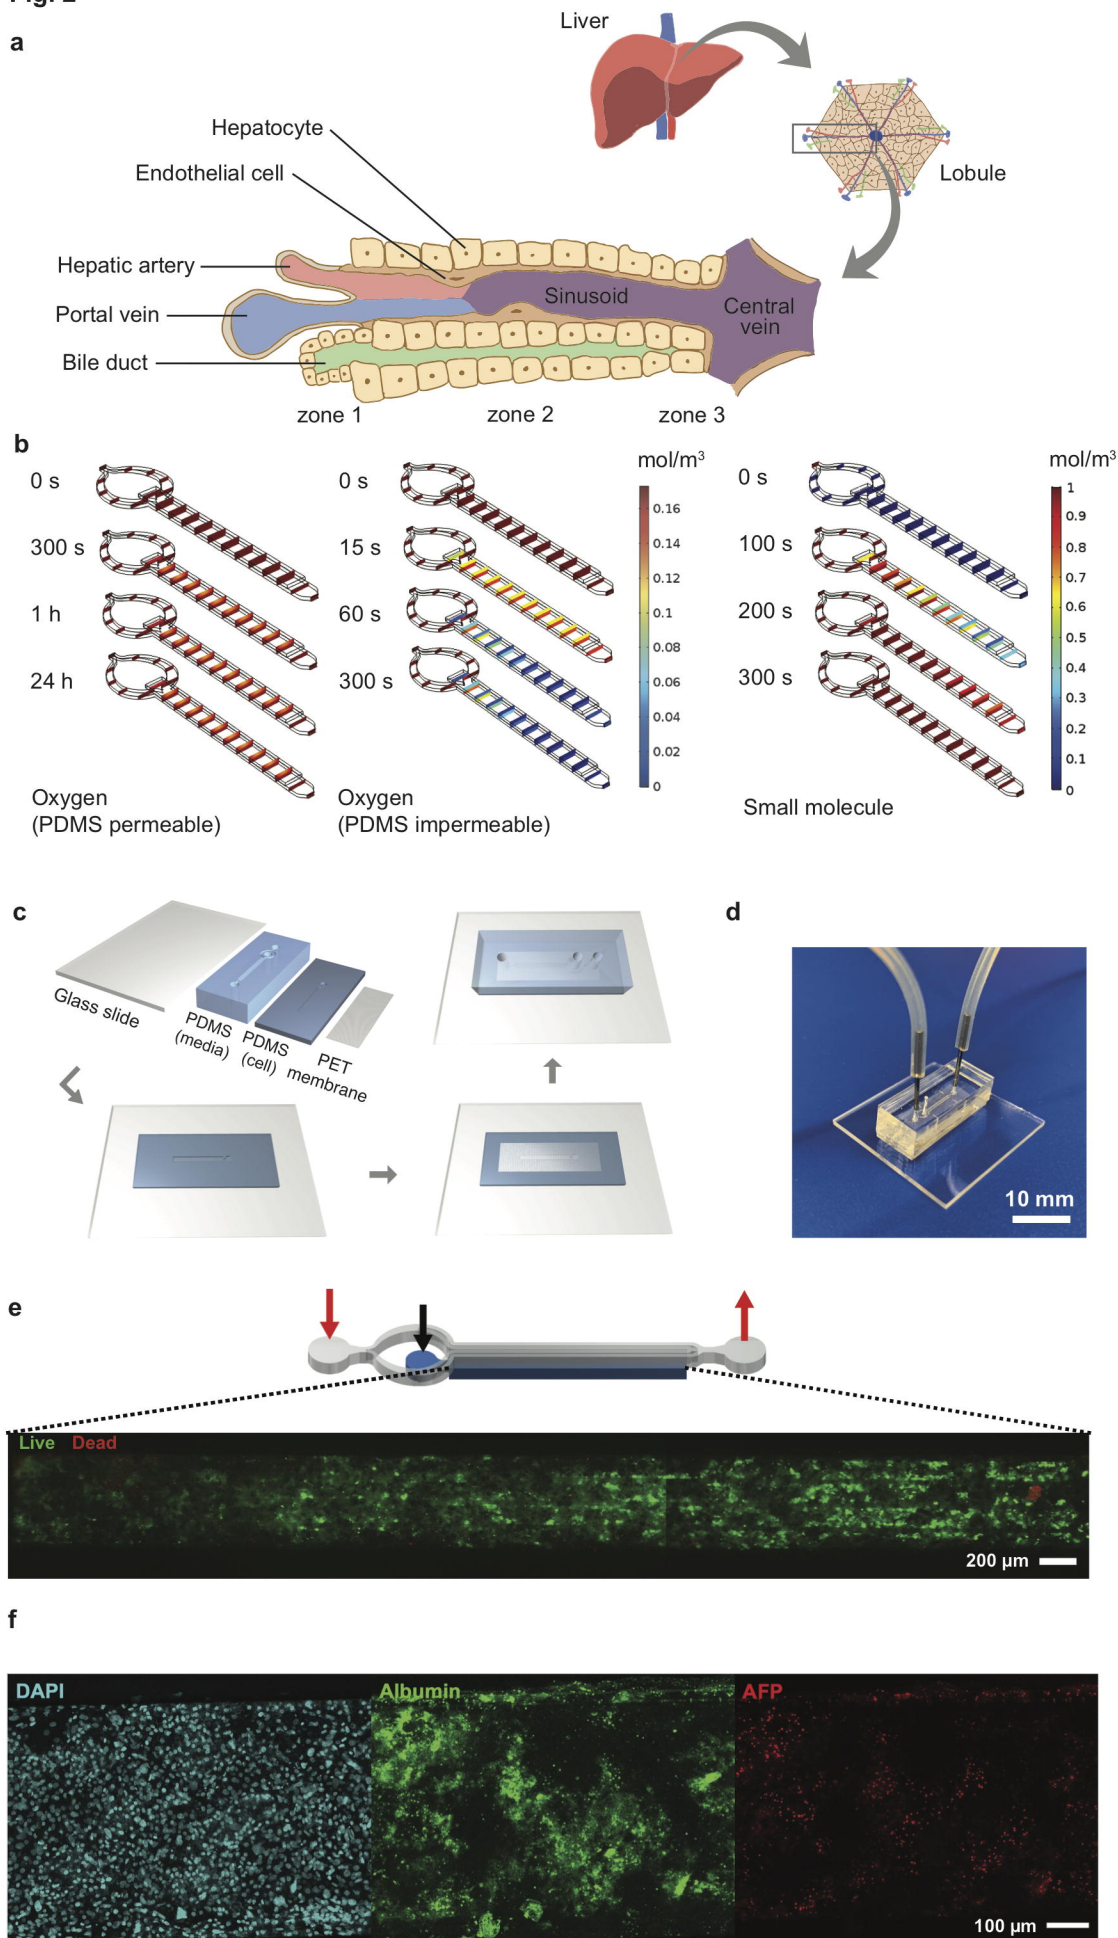 Fig. 2
a
Liver
Lobule
Hepatocyte
Endothelial cell
Hepatic artery
Portal vein
Bile duct
Sinusoid
Central
vein
zone 1
zone 2
zone 3
b
0 s
300 s
1 h
24 h
Oxygen
(PDMS permeable)
0 s
15 s
60 s
300 s
Oxygen
(PDMS impermeable)
mol/m³
0.16
0.14
0.12
0.1
0.08
0.06
0.04
0.02
0
0 s
100 s
200 s
300 s
Small molecule
mol/m³
1
0.9
0.8
0.7
0.6
0.5
0.4
0.3
0.2
0.1
0
c
Glass slide
PDMS
(media)
PDMS
(cell)
PET
membrane
d
10 mm
e
Live Dead
200 µm
f
DAPI
Albumin
AFP
100 µm